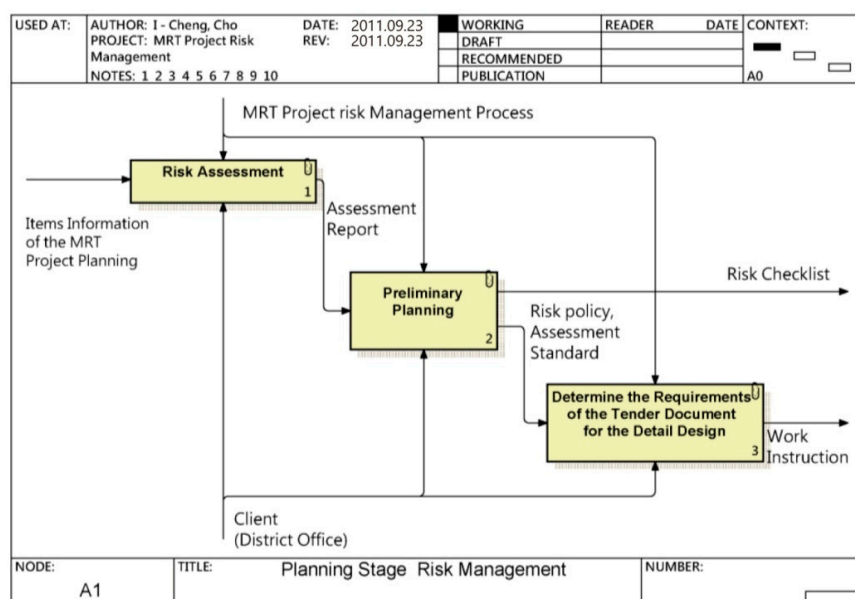 USED AT:
AUTHOR: I - Cheng, Cho
DATE: 2011.09.23
PROJECT: MRT Project Risk
Management
REV: 2011.09.23
NOTES: 1 2 3 4 5 6 7 8 9 10
WORKING
DRAFT
RECOMMENDED
PUBLICATION
READER DATE
CONTEXT:
A0
MRT Project risk Management Process
Risk Assessment
1
Items Information
of the MRT
Project Planning
Assessment
Report
Preliminary
Planning
2
Risk Checklist
Risk policy,
Assessment
Standard
Determine the Requirements
of the Tender Document
for the Detail Design
3
Work
Instruction
Client
(District Office)
NODE:
A1
TITLE:
Planning Stage Risk Management
NUMBER: